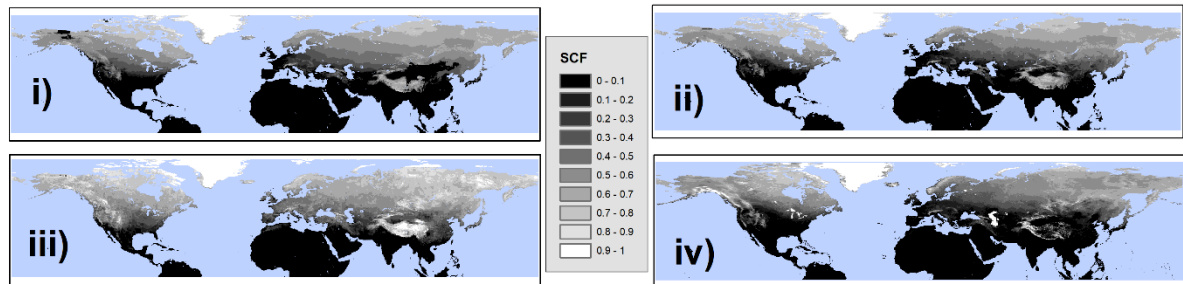 i)
ii)
SCF
0 - 0.1
0.1 - 0.2
0.2 - 0.3
0.3 - 0.4
0.4 - 0.5
0.5 - 0.6
0.6 - 0.7
0.7 - 0.8
0.8 - 0.9
0.9 - 1
iii)
iv)